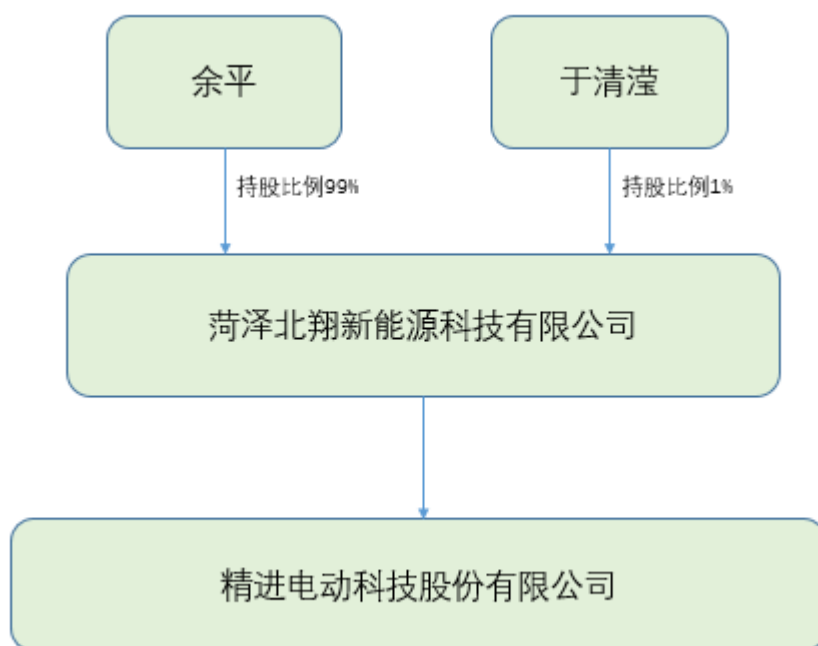 余平
于清滢
持股比例99%
持股比例1%
菏泽北翔新能源科技有限公司
精进电动科技股份有限公司